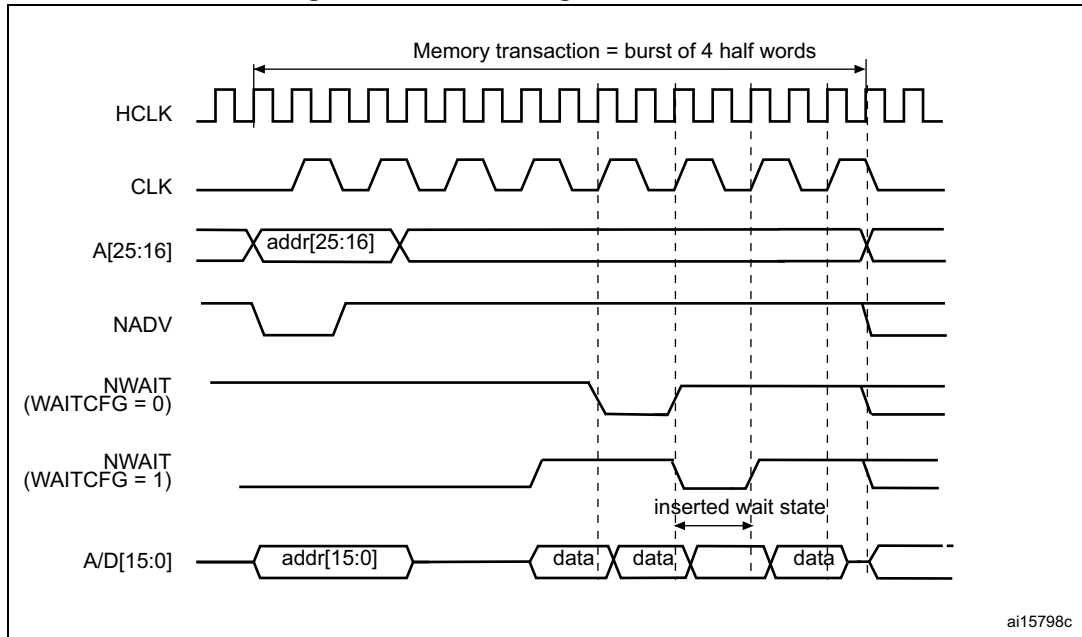 Memory transaction = burst of 4 half words
HCLK
CLK
A[25:16]
addr[25:16]
NADV
NWAIT
(WAITCFG = 0)
NWAIT
(WAITCFG = 1)
inserted wait state
A/D[15:0]
addr[15:0]
data
data
data
ai15798c